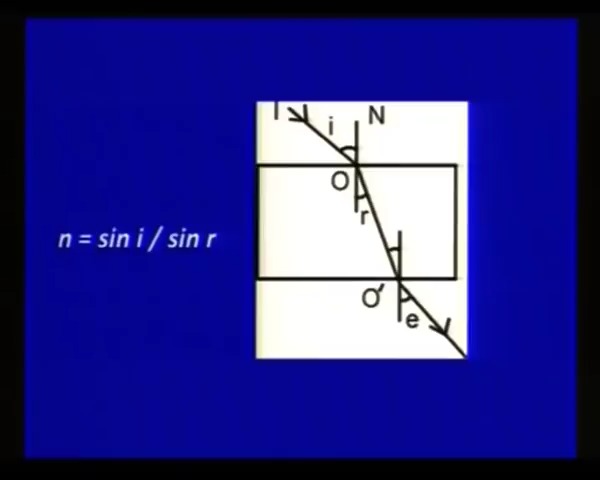 I
i
N
O
r
n = sin i / sin r
O′
e